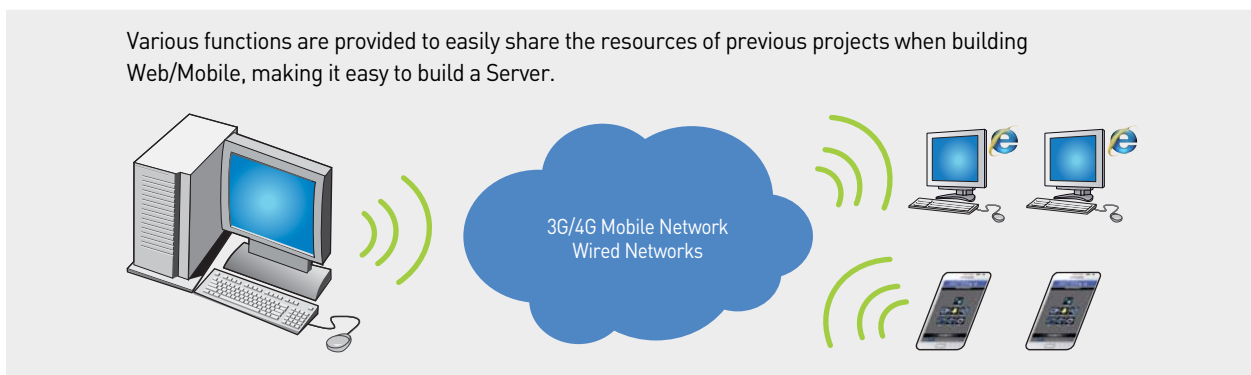 Various functions are provided to easily share the resources of previous projects when building
Web/Mobile, making it easy to build a Server.
3G/4G Mobile Network
Wired Networks